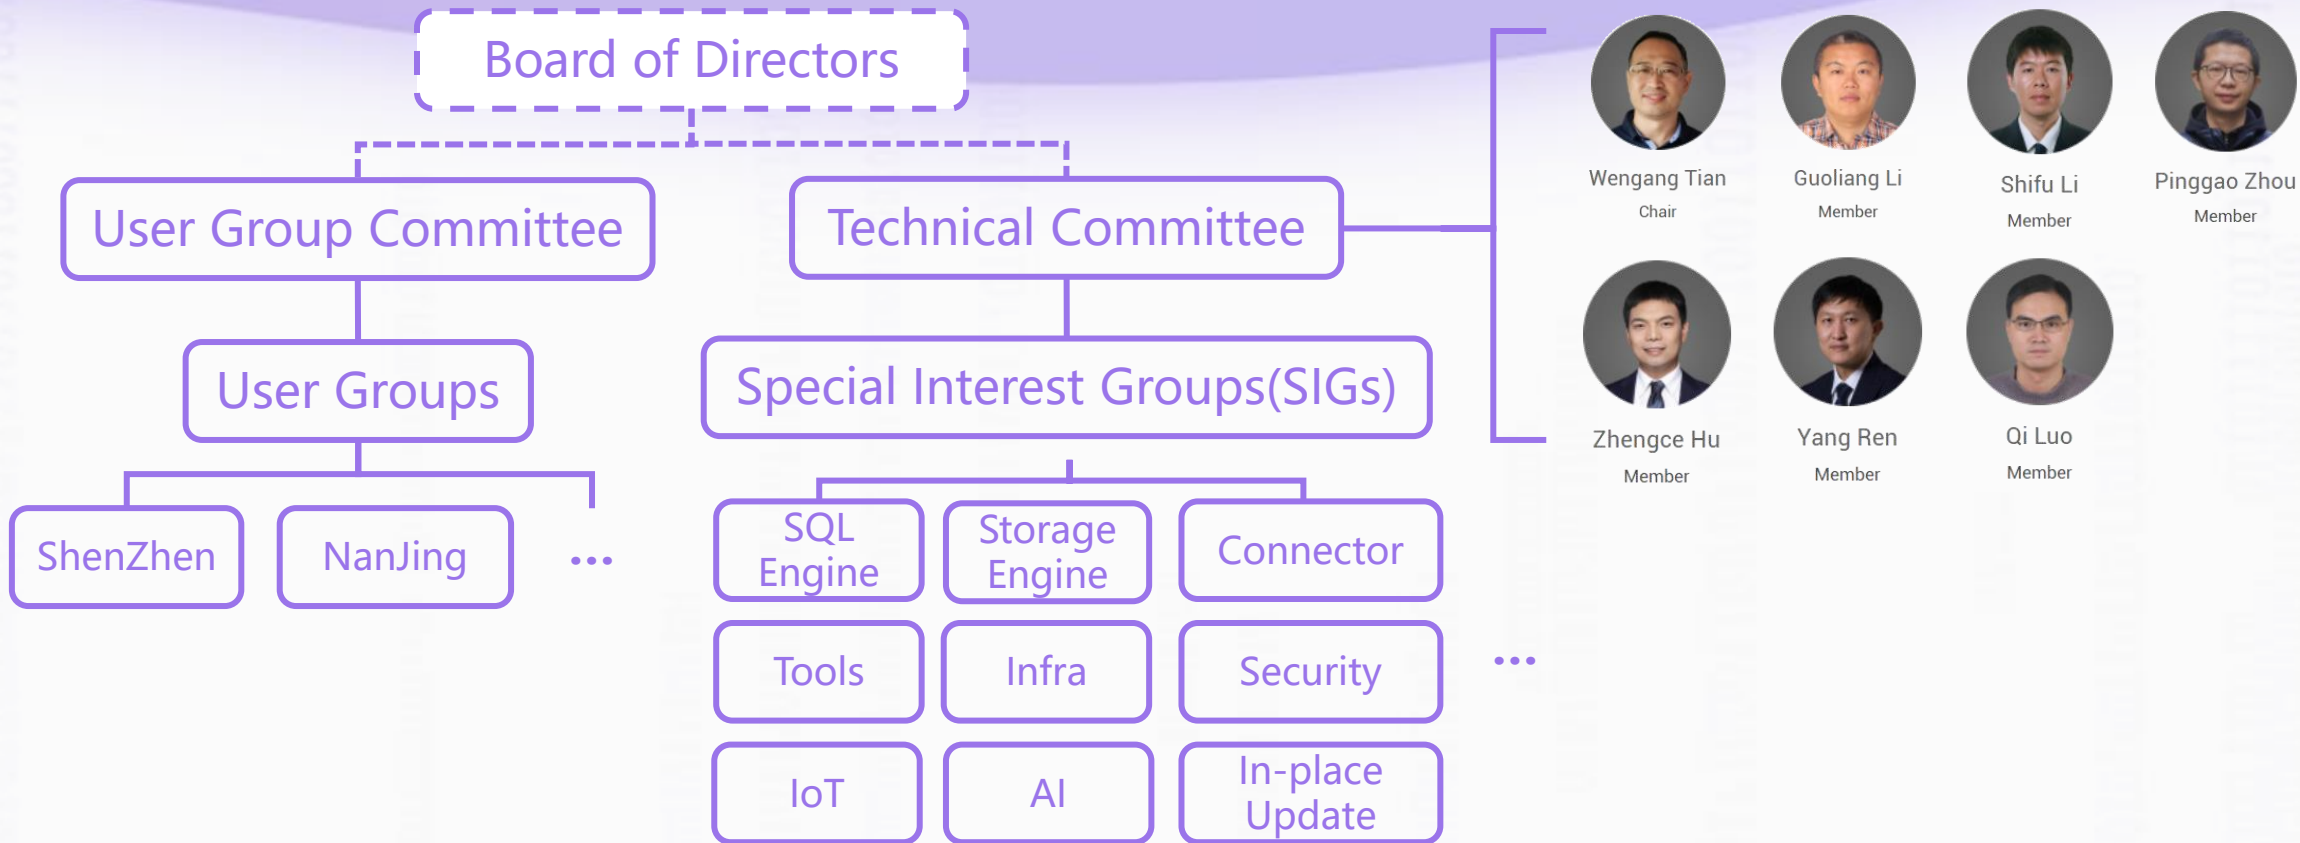 Board of Directors
User Group Committee
Technical Committee
User Groups
Special Interest Groups(SIGs)
ShenZhen
NanJing
...
SQL
Engine
Storage
Engine
Connector
Tools
Infra
Security
...
IoT
AI
In-place
Update
Wengang Tian
Chair
Guoliang Li
Member
Shifu Li
Member
Pinggao Zhou
Member
Zhengce Hu
Member
Yang Ren
Member
Qi Luo
Member